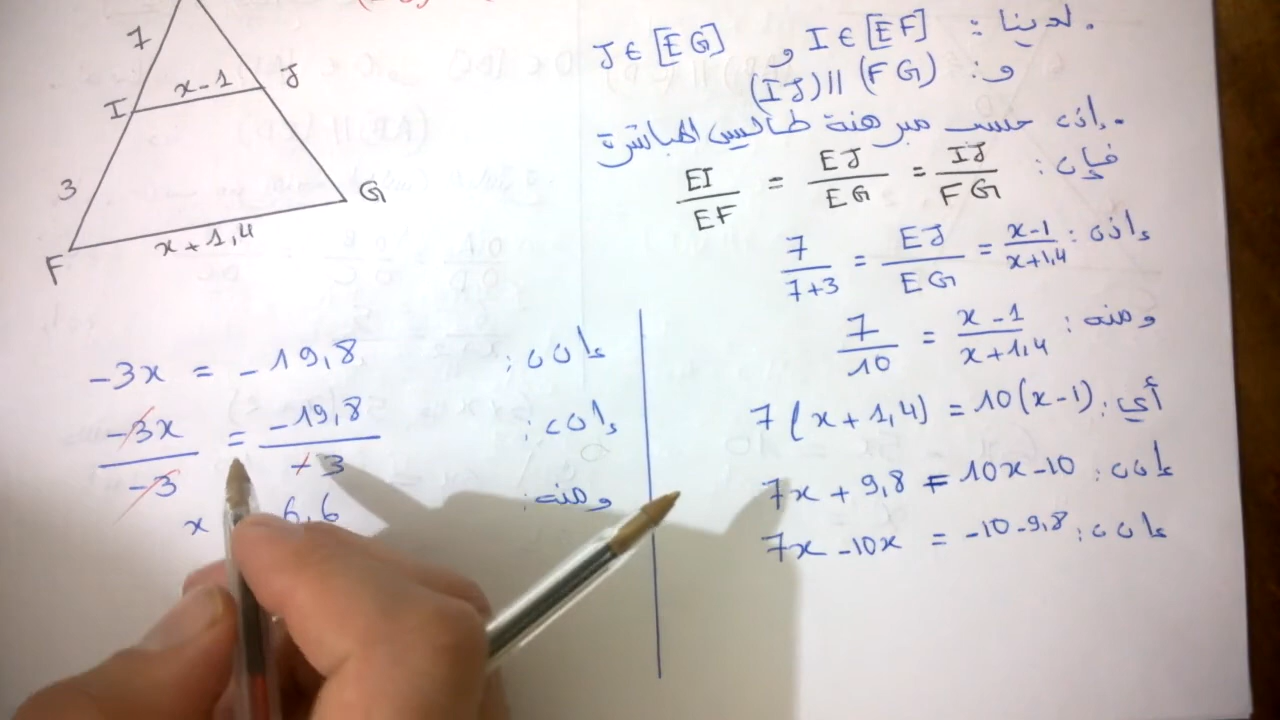 7
I x-1 J
3
F x+1,4 G
لدينا: I ∈ [EF] و J ∈ [EG]
و: (IJ) // (FG)
إذن حسب مبرهنة طاليس المباشرة
فإن: EI/EF = EJ/EG = IJ/FG
إذن: 7/7+3 = EJ/EG = x-1/x+1,4
ومنه: 7/10 = x-1/x+1,4
أي: 7(x+1,4) = 10(x-1)
إذن: 7x + 9,8 = 10x-10
إذن: 7x -10x = -10-9,8
إذن: -3x = -19,8
إذن: -3x/-3 = -19,8/-3
ومنه: x 6,6